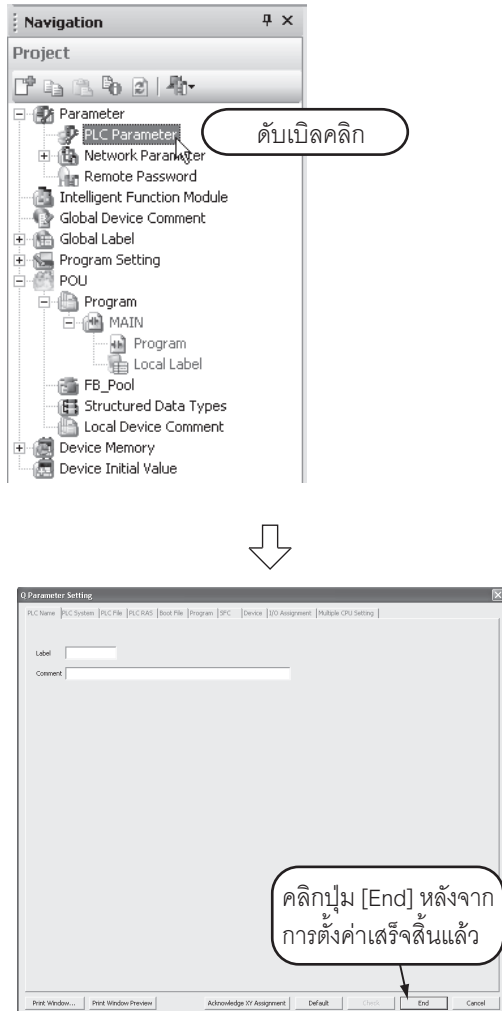 Navigation
Project
Parameter
PLC Parameter
ดับเบิลคลิก
Network Parameter
Remote Password
Intelligent Function Module
Global Device Comment
Global Label
Program Setting
POU
Program
MAIN
Program
Local Label
FB_Pool
Structured Data Types
Local Device Comment
Device Memory
Device Initial Value
Q Parameter Setting
PLC Name PLC System PLC File PLC RAS Boot File Program SFC Device I/O Assignment Multiple CPU Setting
Label
Comment
คลิกปุ่ม [End] หลังจาก
การตั้งค่าเสร็จสิ้นแล้ว
Print Window... Print Window Preview Acknowledge XY Assignment Default Check End Cancel